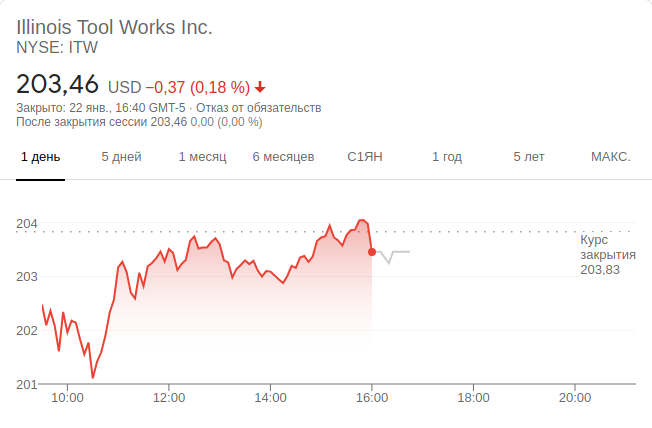 Illinois Tool Works Inc.
NYSE: ITW
203,46 USD −0,37 (0,18 %)
Закрыто: 22 янв., 16:40 GMT-5 · Отказ от обязательств
После закрытия сессии 203,46 0,00 (0,00 %)
1 день 5 дней 1 месяц 6 месяцев С1ЯН 1 год 5 лет МАКС.
204
Курс
закрытия
203,83
203
202
201
10:00 12:00 14:00 16:00 18:00 20:00